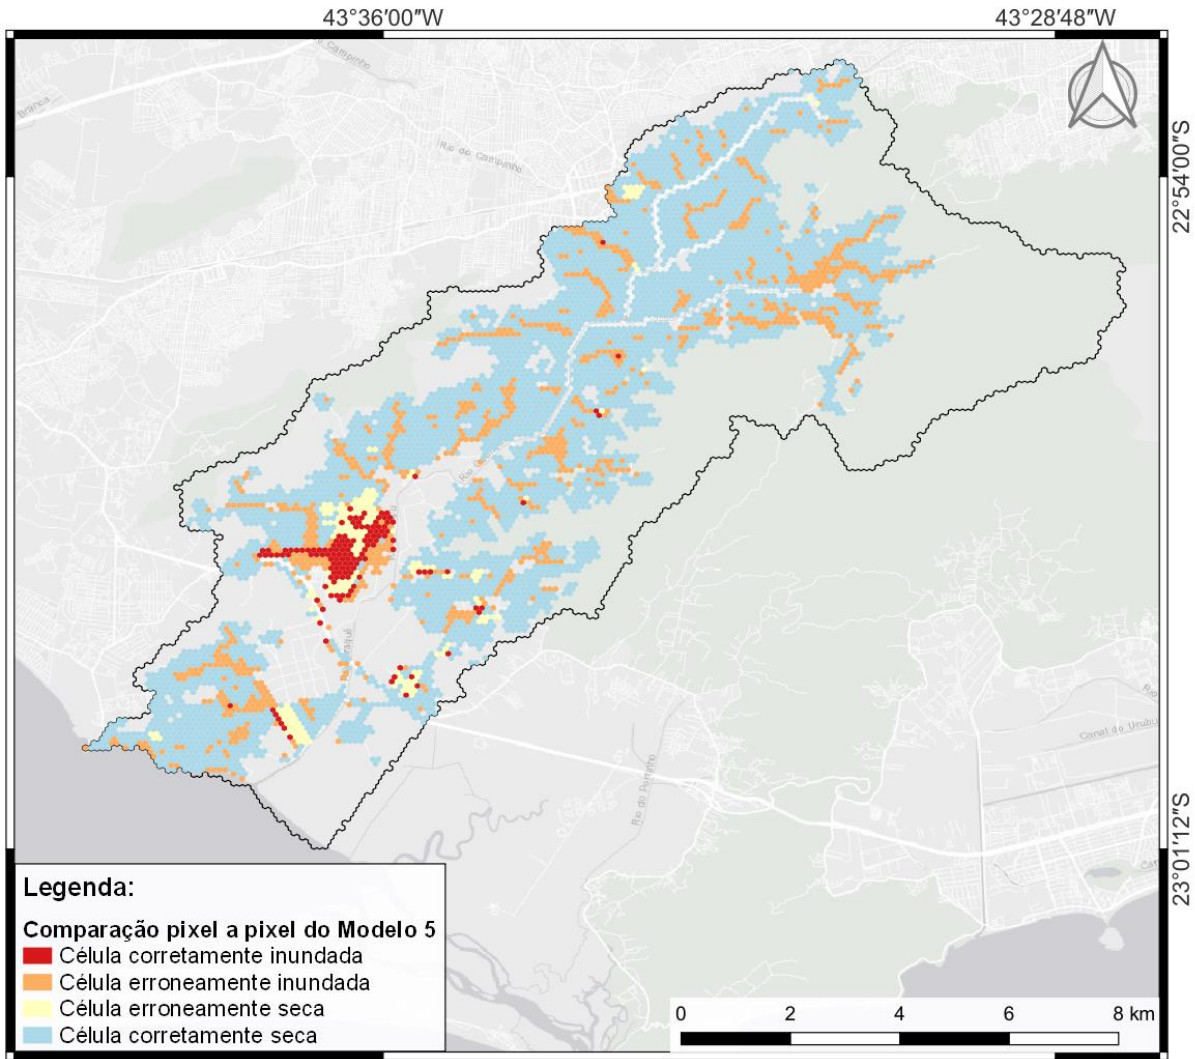 43°36'00"W
43°28'48"W
Rio do Campinho
22°54'00"S
23°01'12"S
Rio do Portinho
Canal do Urubu
Legenda:
Comparação pixel a pixel do Modelo 5
Célula corretamente inundada
Célula erroneamente inundada
Célula erroneamente seca
Célula corretamente seca
0 2 4 6 8 km